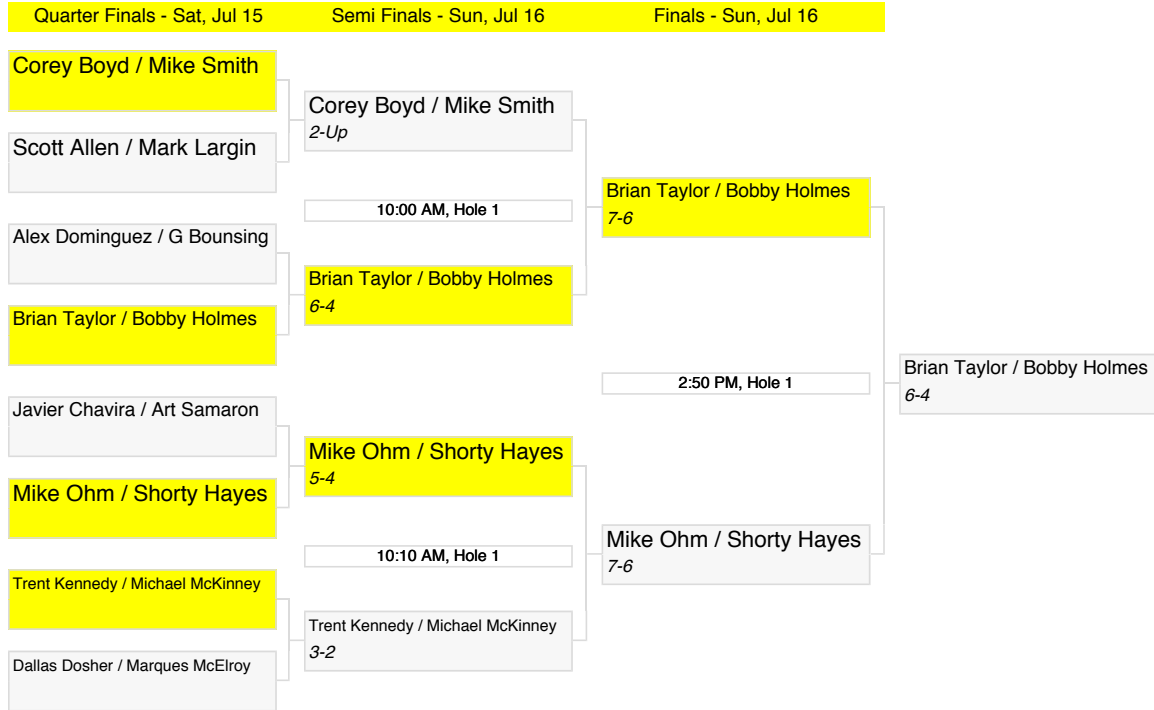 Quarter Finals - Sat, Jul 15
Semi Finals - Sun, Jul 16
Finals - Sun, Jul 16
Corey Boyd / Mike Smith
Scott Allen / Mark Largin
Alex Dominguez / G Bounsing
Brian Taylor / Bobby Holmes
Javier Chavira / Art Samaron
Mike Ohm / Shorty Hayes
Trent Kennedy / Michael McKinney
Dallas Dosher / Marques McElroy
Corey Boyd / Mike Smith
2-Up
10:00 AM, Hole 1
Brian Taylor / Bobby Holmes
6-4
Mike Ohm / Shorty Hayes
5-4
10:10 AM, Hole 1
Trent Kennedy / Michael McKinney
3-2
Brian Taylor / Bobby Holmes
7-6
2:50 PM, Hole 1
Mike Ohm / Shorty Hayes
7-6
Brian Taylor / Bobby Holmes
6-4